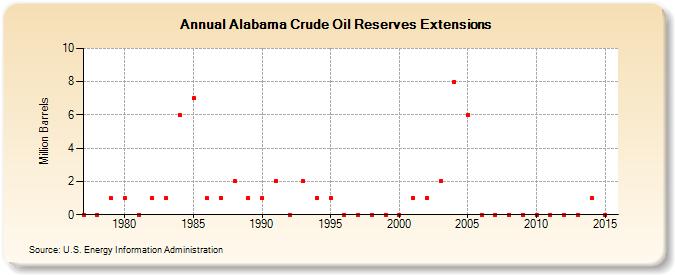 Annual Alabama Crude Oil Reserves Extensions
Million Barrels
10
8
6
4
2
0
1980 1985 1990 1995 2000 2005 2010 2015
Source: U.S. Energy Information Administration